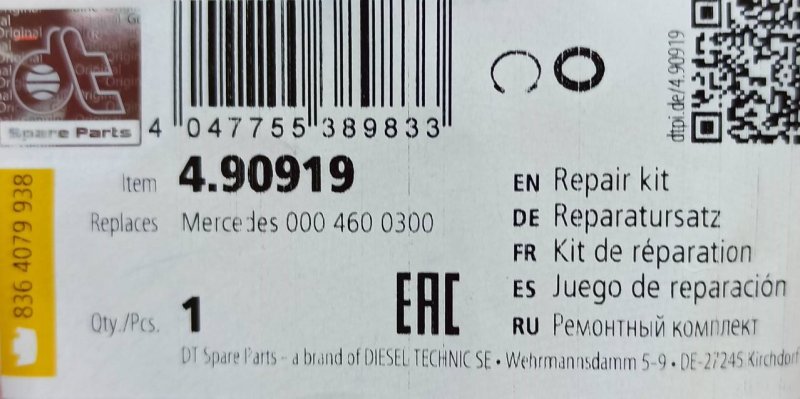 dt
Spare Parts
4 047755 389833
C O
dtpi.de/4.90919
Item 4.90919
Replaces Mercedes 000 460 0300
Qty./Pcs. 1
EAC
EN Repair kit
DE Reparatursatz
FR Kit de réparation
ES Juego de reparación
RU Ремонтный комплект
836 4079 938
DT Spare Parts – a brand of DIESEL TECHNIC SE • Wehrmannsdamm 5-9 • DE-27245 Kirchdorf